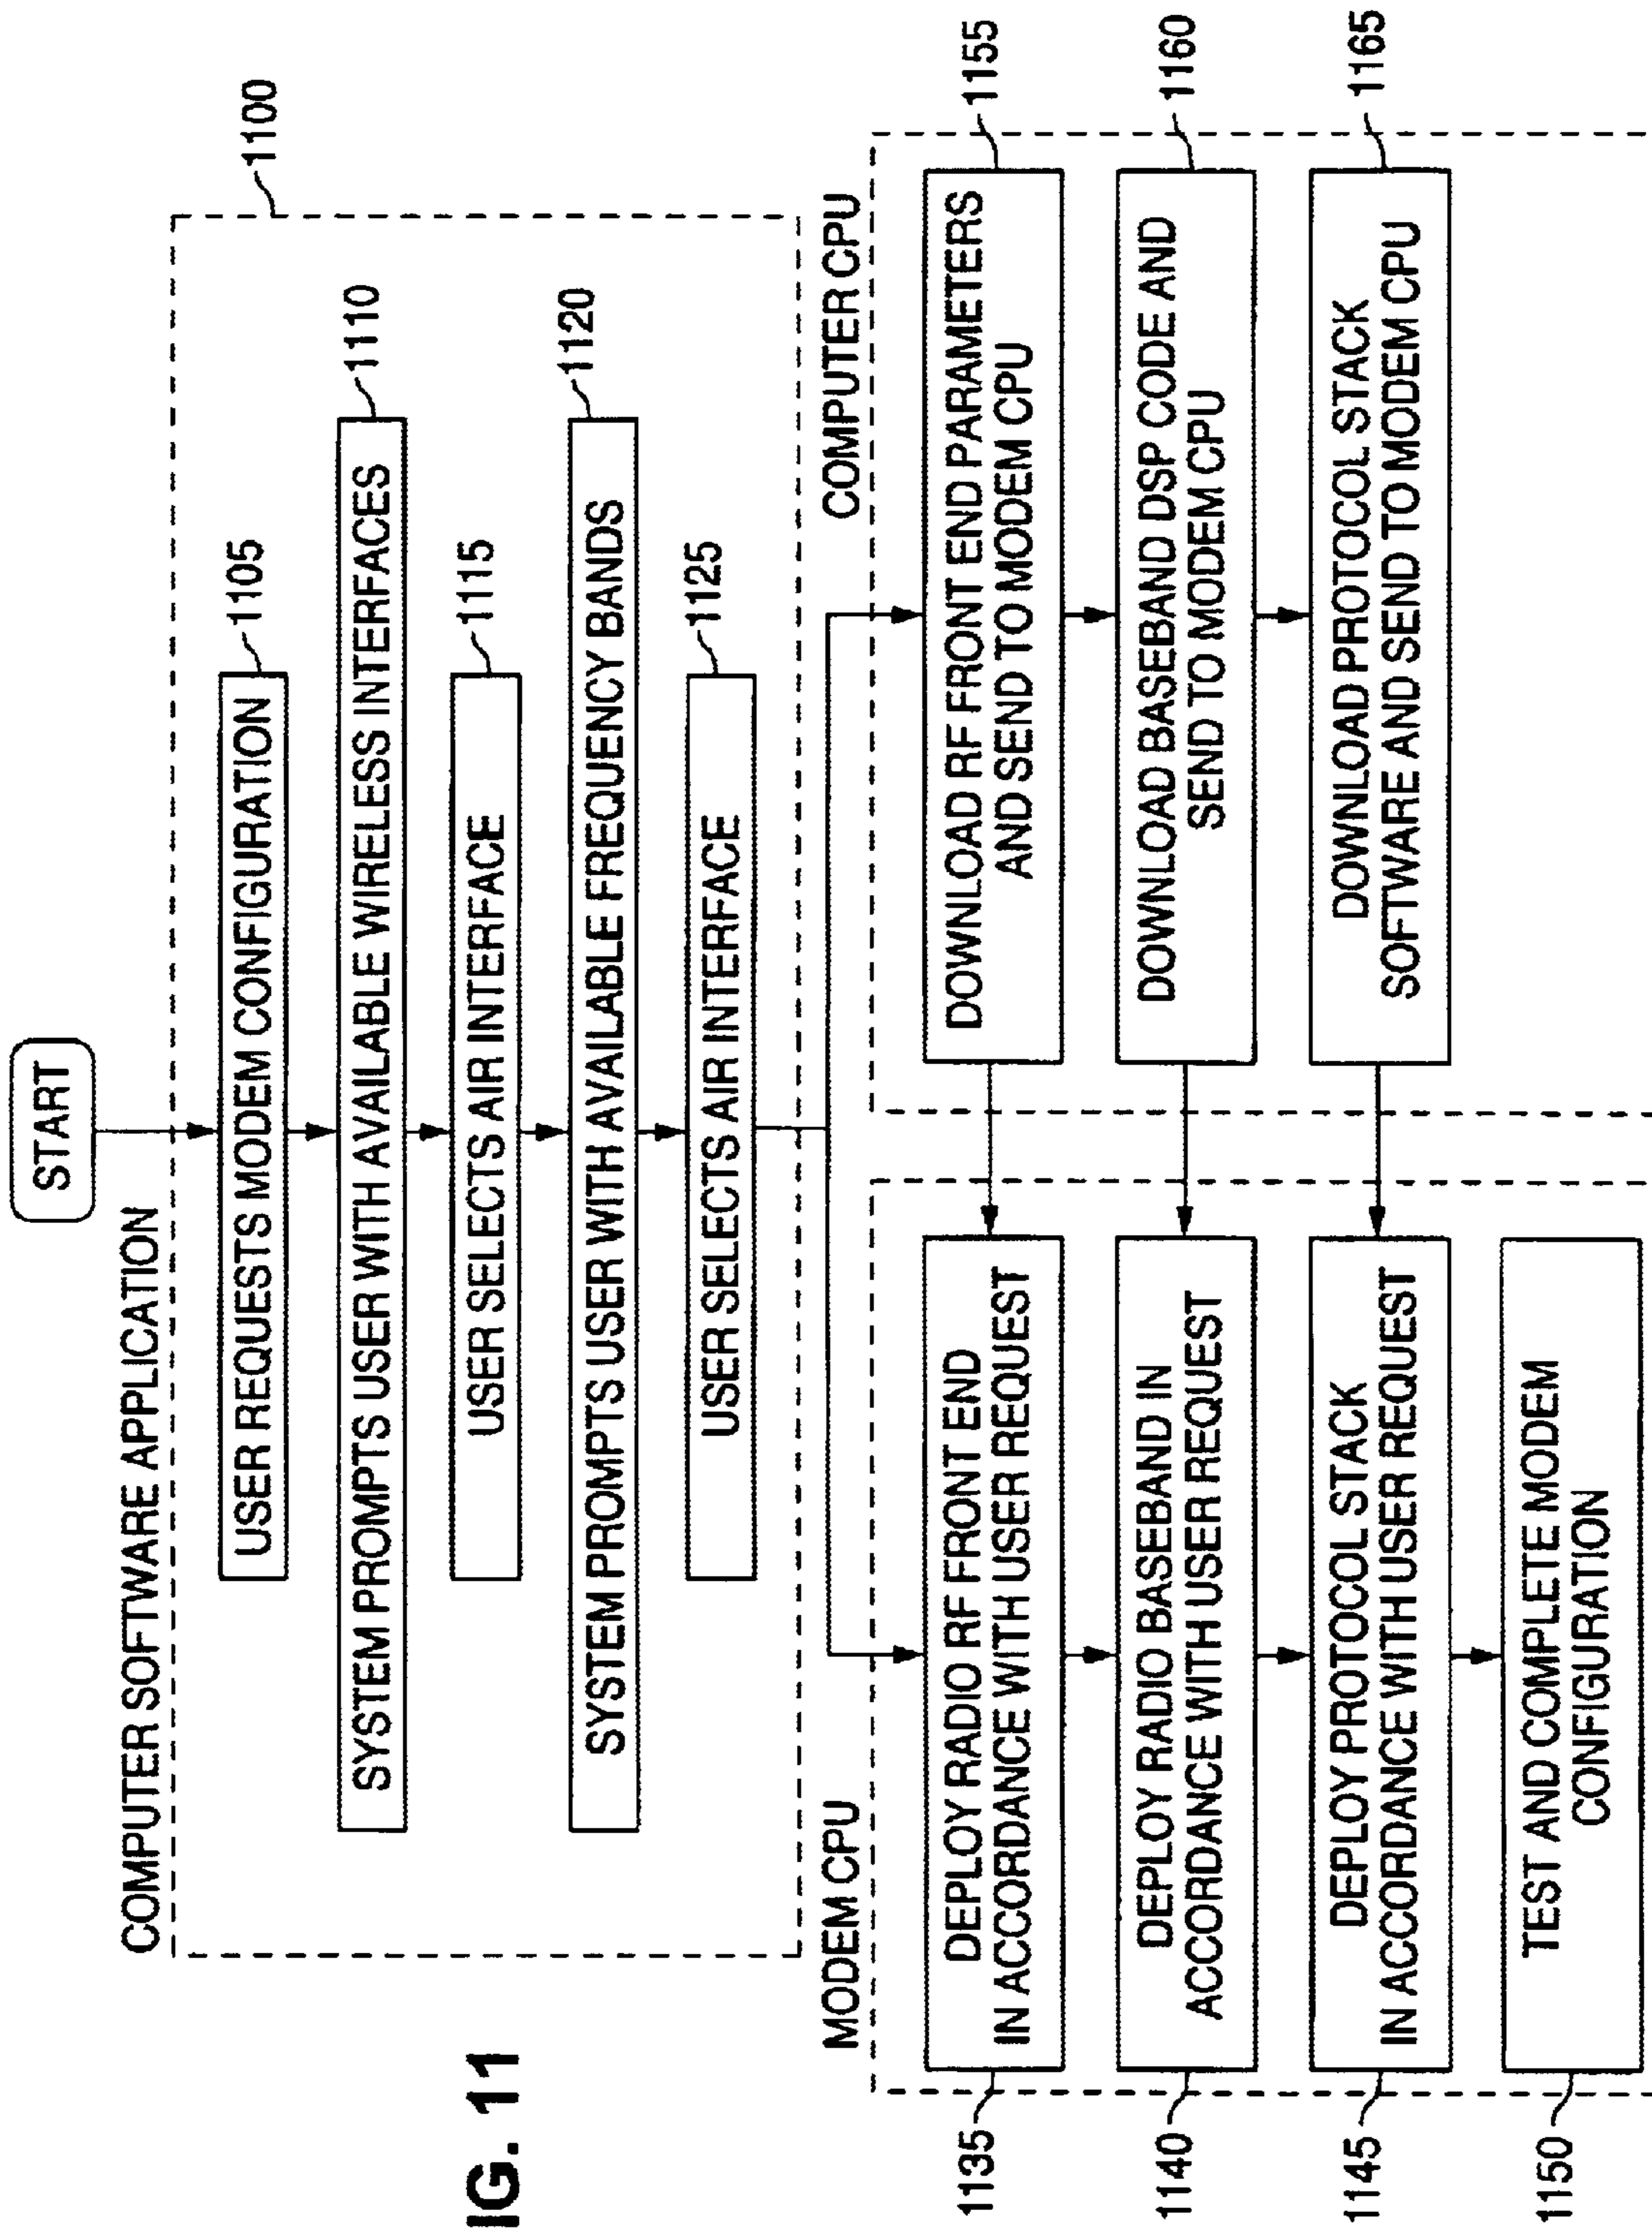 START
COMPUTER SOFTWARE APPLICATION
1100
USER REQUESTS MODEM CONFIGURATION
1105
SYSTEM PROMPTS USER WITH AVAILABLE WIRELESS INTERFACES
1110
USER SELECTS AIR INTERFACE
1115
SYSTEM PROMPTS USER WITH AVAILABLE FREQUENCY BANDS
1120
USER SELECTS AIR INTERFACE
1125
IG. 11
MODEM CPU
COMPUTER CPU
1135
DEPLOY RADIO RF FRONT END
IN ACCORDANCE WITH USER REQUEST
DOWNLOAD RF FRONT END PARAMETERS
AND SEND TO MODEM CPU
1155
1140
DEPLOY RADIO BASEBAND IN
ACCORDANCE WITH USER REQUEST
DOWNLOAD BASEBAND DSP CODE AND
SEND TO MODEM CPU
1160
1145
DEPLOY PROTOCOL STACK
IN ACCORDANCE WITH USER REQUEST
DOWNLOAD PROTOCOL STACK
SOFTWARE AND SEND TO MODEM CPU
1165
1150
TEST AND COMPLETE MODEM
CONFIGURATION